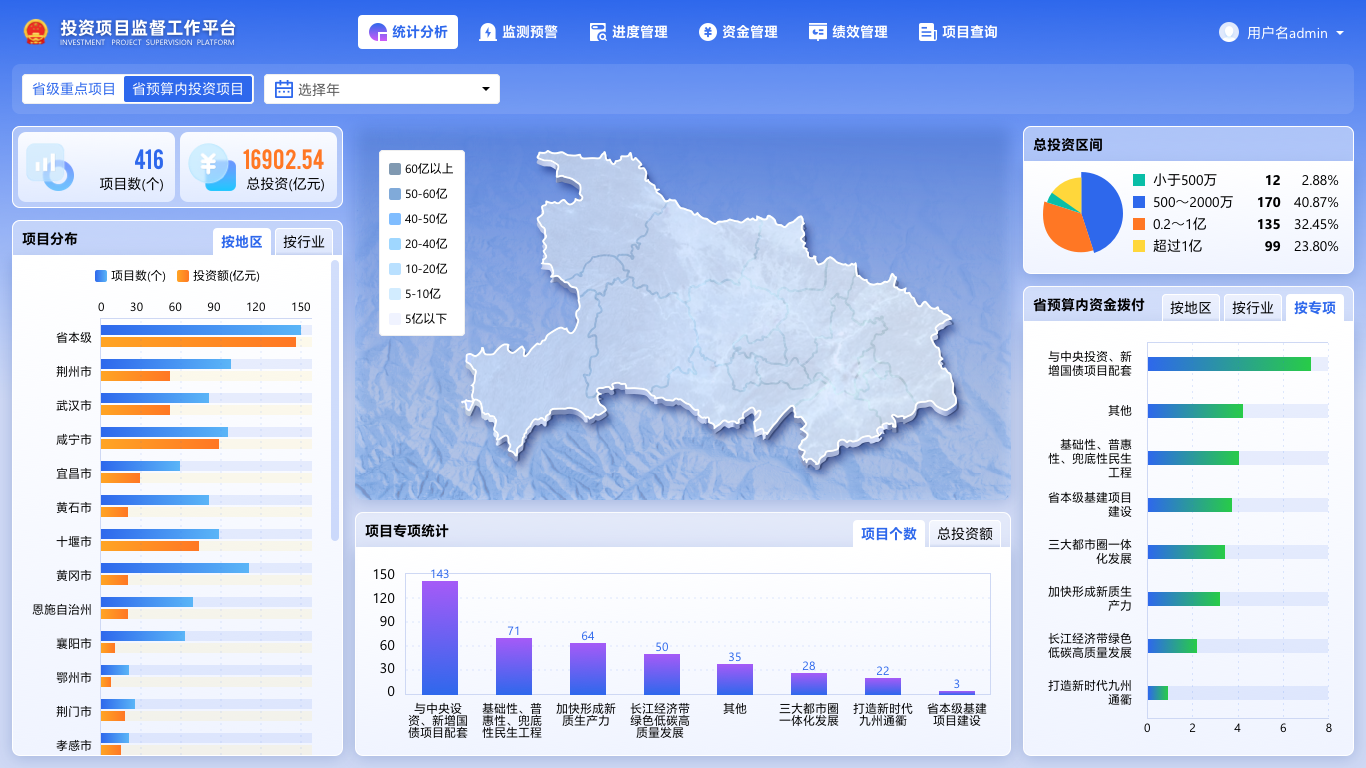 投资项目监督工作平台
INVESTMENT PROJECT SUPERVISION PLATFORM
统计分析
监测预警
进度管理
资金管理
绩效管理
项目查询
用户名admin
省级重点项目
省预算内投资项目
选择年
416
项目数(个)
¥
16902.54
总投资(亿元)
项目分布
按地区
按行业
项目数(个)
投资额(亿元)
0 30 60 90 120 150
省本级
荆州市
武汉市
咸宁市
宜昌市
黄石市
十堰市
黄冈市
恩施自治州
襄阳市
鄂州市
荆门市
孝感市
60亿以上
50-60亿
40-50亿
20-40亿
10-20亿
5-10亿
5亿以下
项目专项统计
项目个数
总投资额
150
120
90
60
30
0
143
71
64
50
35
28
22
3
与中央设
资、新增国
债项目配套
基础性、普
惠性、兜底
性民生工程
加快形成新
质生产力
长江经济带
绿色低碳高
质量发展
其他
三大都市圈
一体化发展
打造新时代
九州通衢
省本级基建
项目建设
总投资区间
小于500万 12 2.88%
500～2000万 170 40.87%
0.2～1亿 135 32.45%
超过1亿 99 23.80%
省预算内资金拨付
按地区
按行业
按专项
与中央投资、新
增国债项目配套
其他
基础性、普惠
性、兜底性民生
工程
省本级基建项目
建设
三大都市圈一体
化发展
加快形成新质生
产力
长江经济带绿色
低碳高质量发展
打造新时代九州
通衢
0 2 4 6 8